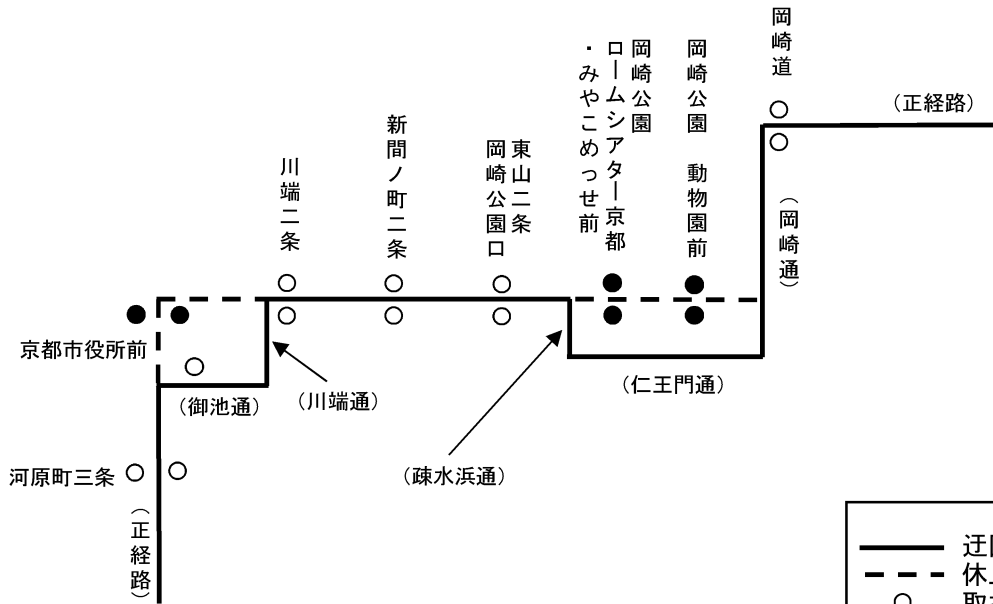 岡崎道
(正経路)
岡崎公園 動物園前
岡崎公園
ロームシアター京都
・みやこめっせ前
東山二条
岡崎公園口
新間ノ町二条
川端二条
(岡崎通)
京都市役所前
(御池通)
(川端通)
(仁王門通)
(疎水浜通)
河原町三条
(正経路)
迂
休
取